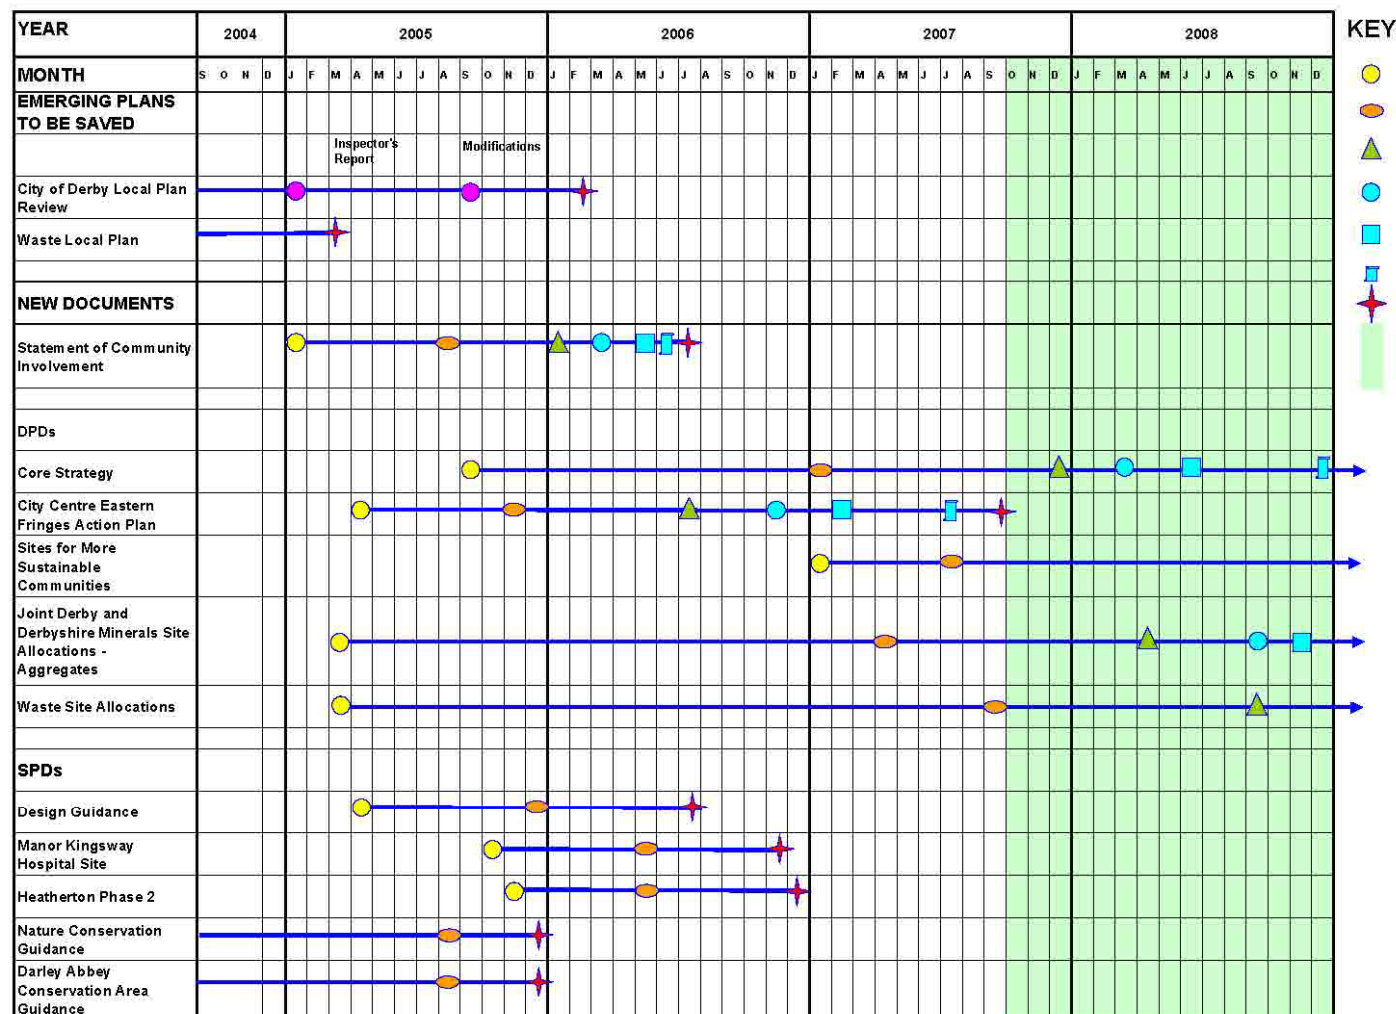 YEAR 2004 2005 2006 2007 2008 KEY
MONTH S O N D J F M A M J J A S O N D J F M A M J J A S O N D J F M A M J J A S O N D J F M A M J J A S O N D
EMERGING PLANS
TO BE SAVED
Inspector's
Report
Modifications
City of Derby Local Plan
Review
Waste Local Plan
NEW DOCUMENTS
Statement of Community
Involvement
DPDs
Core Strategy
City Centre Eastern
Fringes Action Plan
Sites for More
Sustainable
Communities
Joint Derby and
Derbyshire Minerals Site
Allocations -
Aggregates
Waste Site Allocations
SPDs
Design Guidance
Manor Kingsway
Hospital Site
Heatherton Phase 2
Nature Conservation
Guidance
Darley Abbey
Conservation Area
Guidance